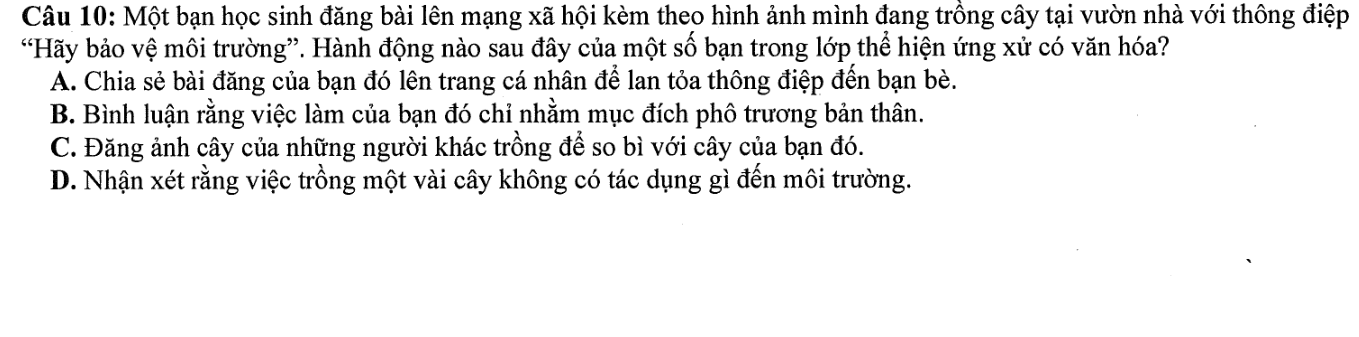 Câu 10: Một bạn học sinh đăng bài lên mạng xã hội kèm theo hình ảnh mình đang trồng cây tại vườn nhà với thông điệp
“Hãy bảo vệ môi trường”. Hành động nào sau đây của một số bạn trong lớp thể hiện ứng xử có văn hóa?
A. Chia sẻ bài đăng của bạn đó lên trang cá nhân để lan tỏa thông điệp đến bạn bè.
B. Bình luận rằng việc làm của bạn đó chỉ nhằm mục đích phô trương bản thân.
C. Đăng ảnh cây của những người khác trồng để so bì với cây của bạn đó.
D. Nhận xét rằng việc trồng một vài cây không có tác dụng gì đến môi trường.